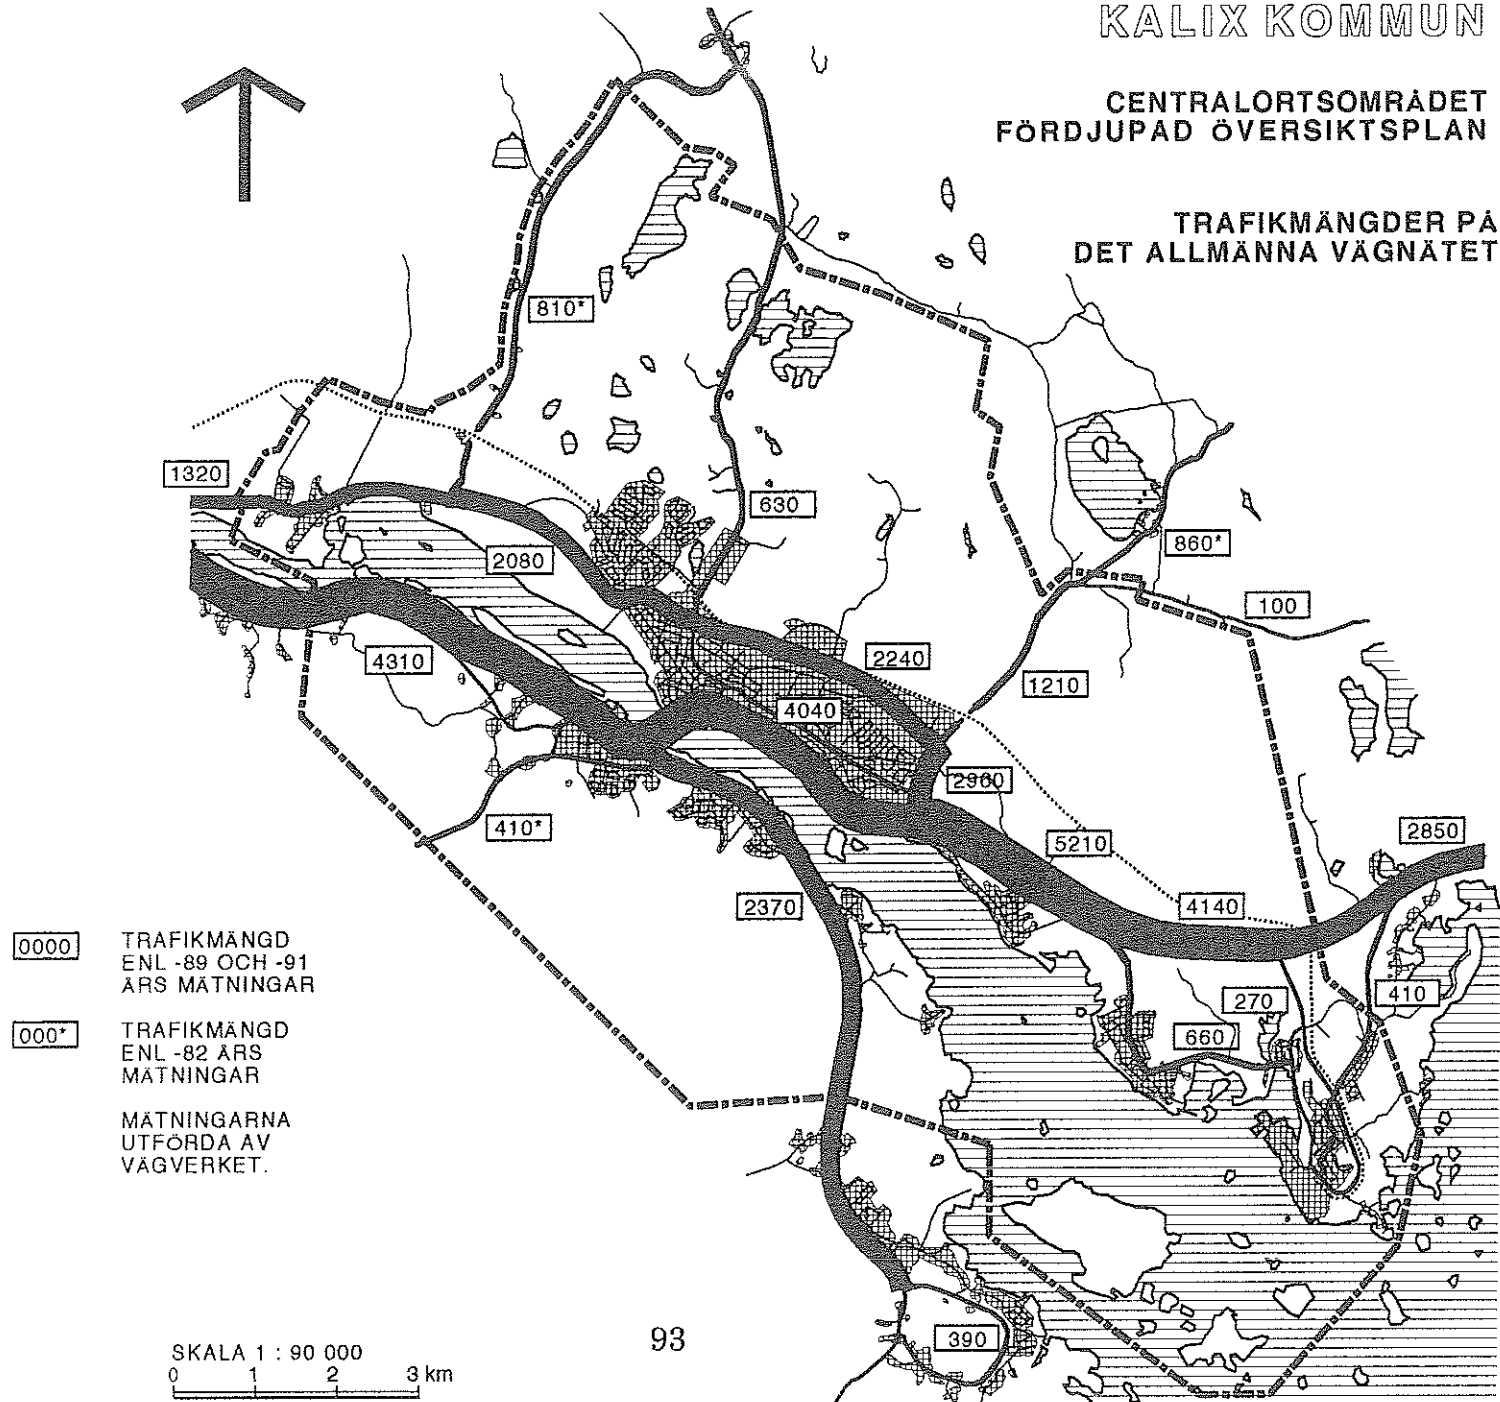 KALIX KOMMUN
CENTRALORTSOMRÅDET
FÖRDJUPAD ÖVERSIKTSPLAN
TRAFIKMÄNGDER PÅ
DET ALLMÄNNA VÄGNÄTET
810*
1320
630
2080
860*
100
4310
2240
1210
4040
2960
410*
5210
2850
2370
4140
270
410
660
390
0000
TRAFIKMÄNGD
ENL -89 OCH -91
ÅRS MÄTNINGAR
000*
TRAFIKMÄNGD
ENL -82 ÅRS
MÄTNINGAR
MÄTNINGARNA
UTFÖRDA AV
VÄGVERKET.
93
SKALA 1 : 90 000
0 1 2 3 km